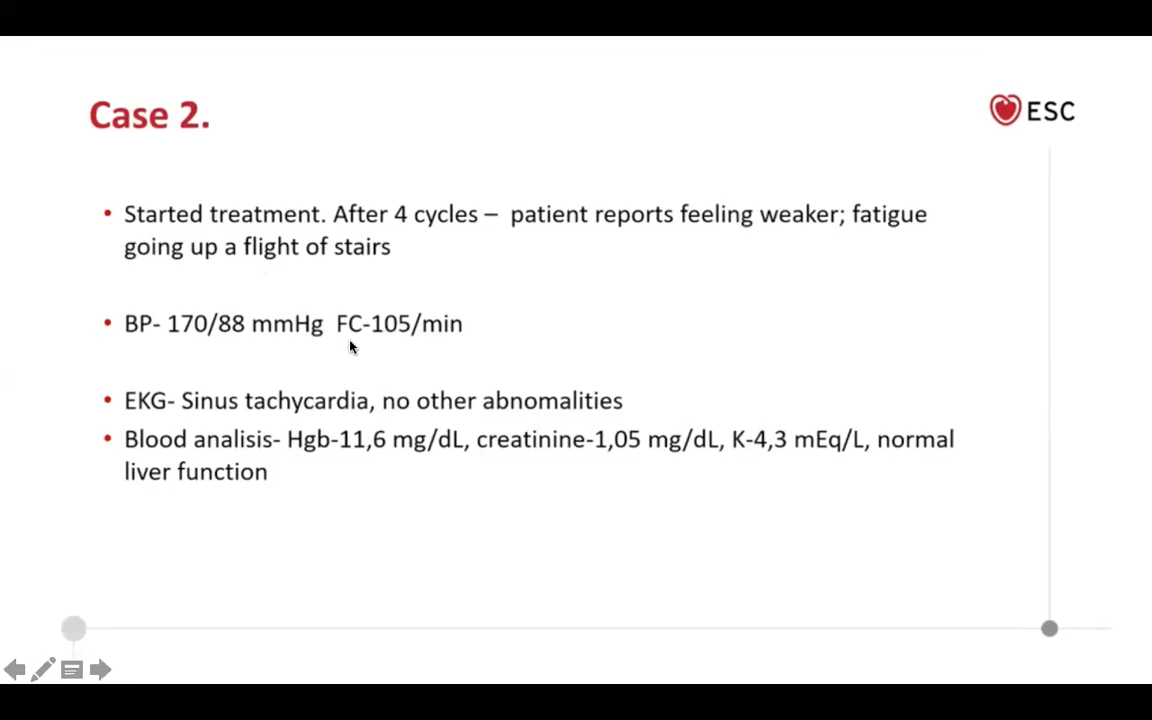 Case 2.
ESC
• Started treatment. After 4 cycles – patient reports feeling weaker; fatigue
going up a flight of stairs
• BP- 170/88 mmHg FC-105/min
• EKG- Sinus tachycardia, no other abnomalities
• Blood analisis- Hgb-11,6 mg/dL, creatinine-1,05 mg/dL, K-4,3 mEq/L, normal
liver function